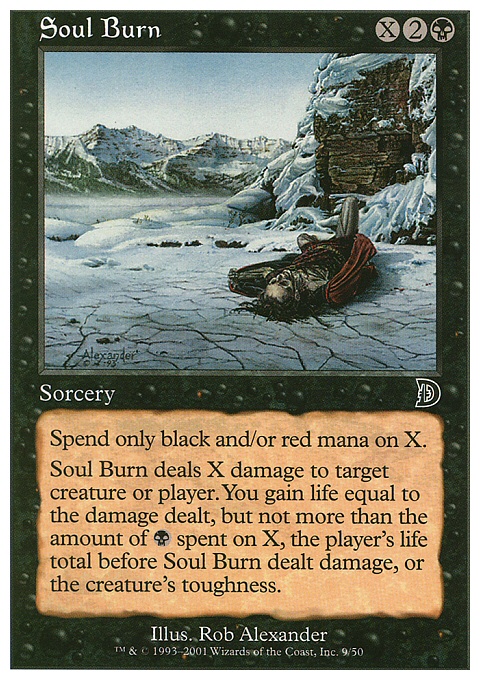 Soul Burn X 2
Alexander
Sorcery
Spend only black and/or red mana on X.
Soul Burn deals X damage to target
creature or player. You gain life equal to
the damage dealt, but not more than the
amount of spent on X, the player's life
total before Soul Burn dealt damage, or
the creature's toughness.
Illus. Rob Alexander
™ & © 1993–2001 Wizards of the Coast, Inc. 9/50